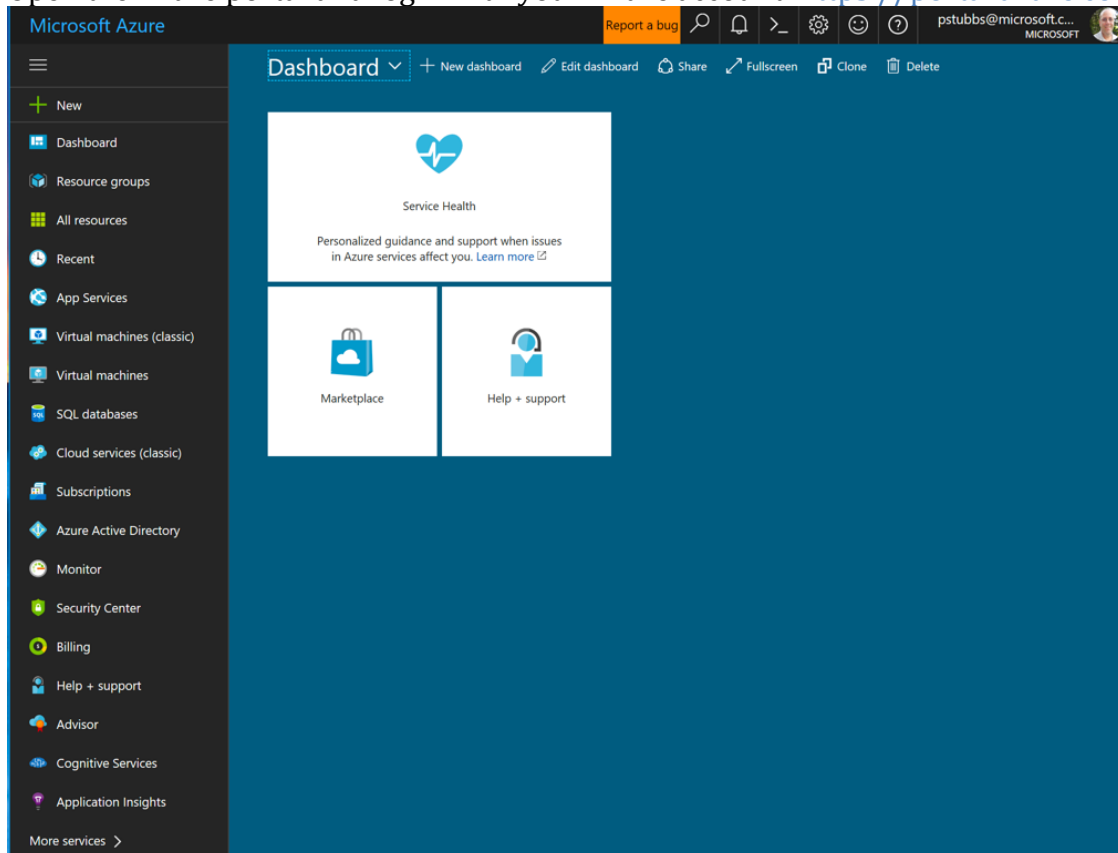 Microsoft Azure
Report a bug
pstubbs@microsoft.c...
MICROSOFT
Dashboard
New dashboard
Edit dashboard
Share
Fullscreen
Clone
Delete
New
Dashboard
Resource groups
All resources
Recent
App Services
Virtual machines (classic)
Virtual machines
SQL databases
Cloud services (classic)
Subscriptions
Azure Active Directory
Monitor
Security Center
Billing
Help + support
Advisor
Cognitive Services
Application Insights
More services
Service Health
Personalized guidance and support when issues
in Azure services affect you. Learn more
Marketplace
Help + support